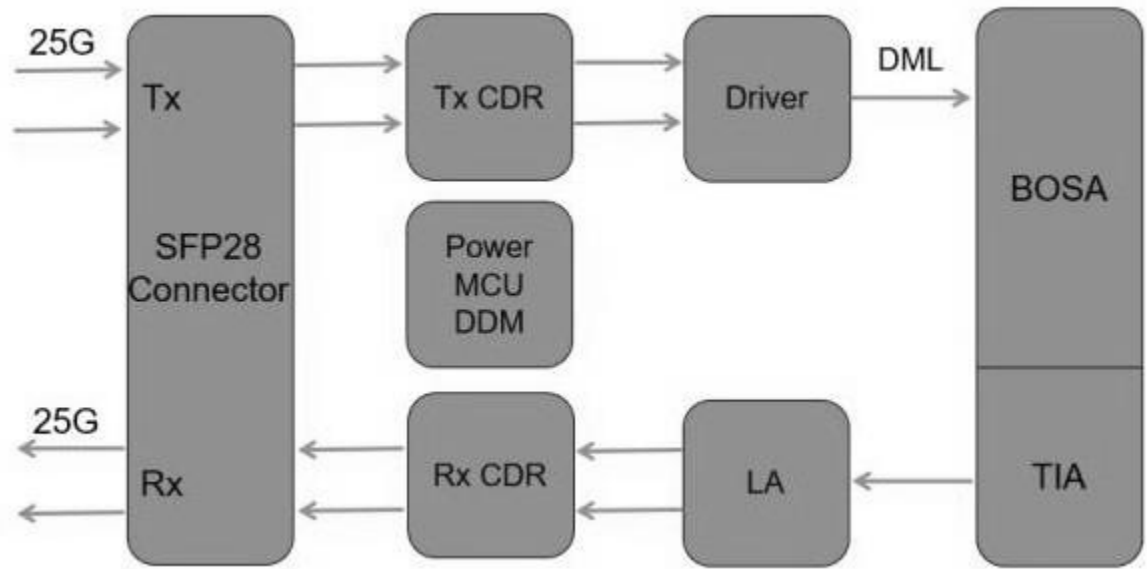 25G
Tx
SFP28
Connector
25G
Rx
Tx CDR
Power
MCU
DDM
Rx CDR
Driver
LA
DML
BOSA
TIA